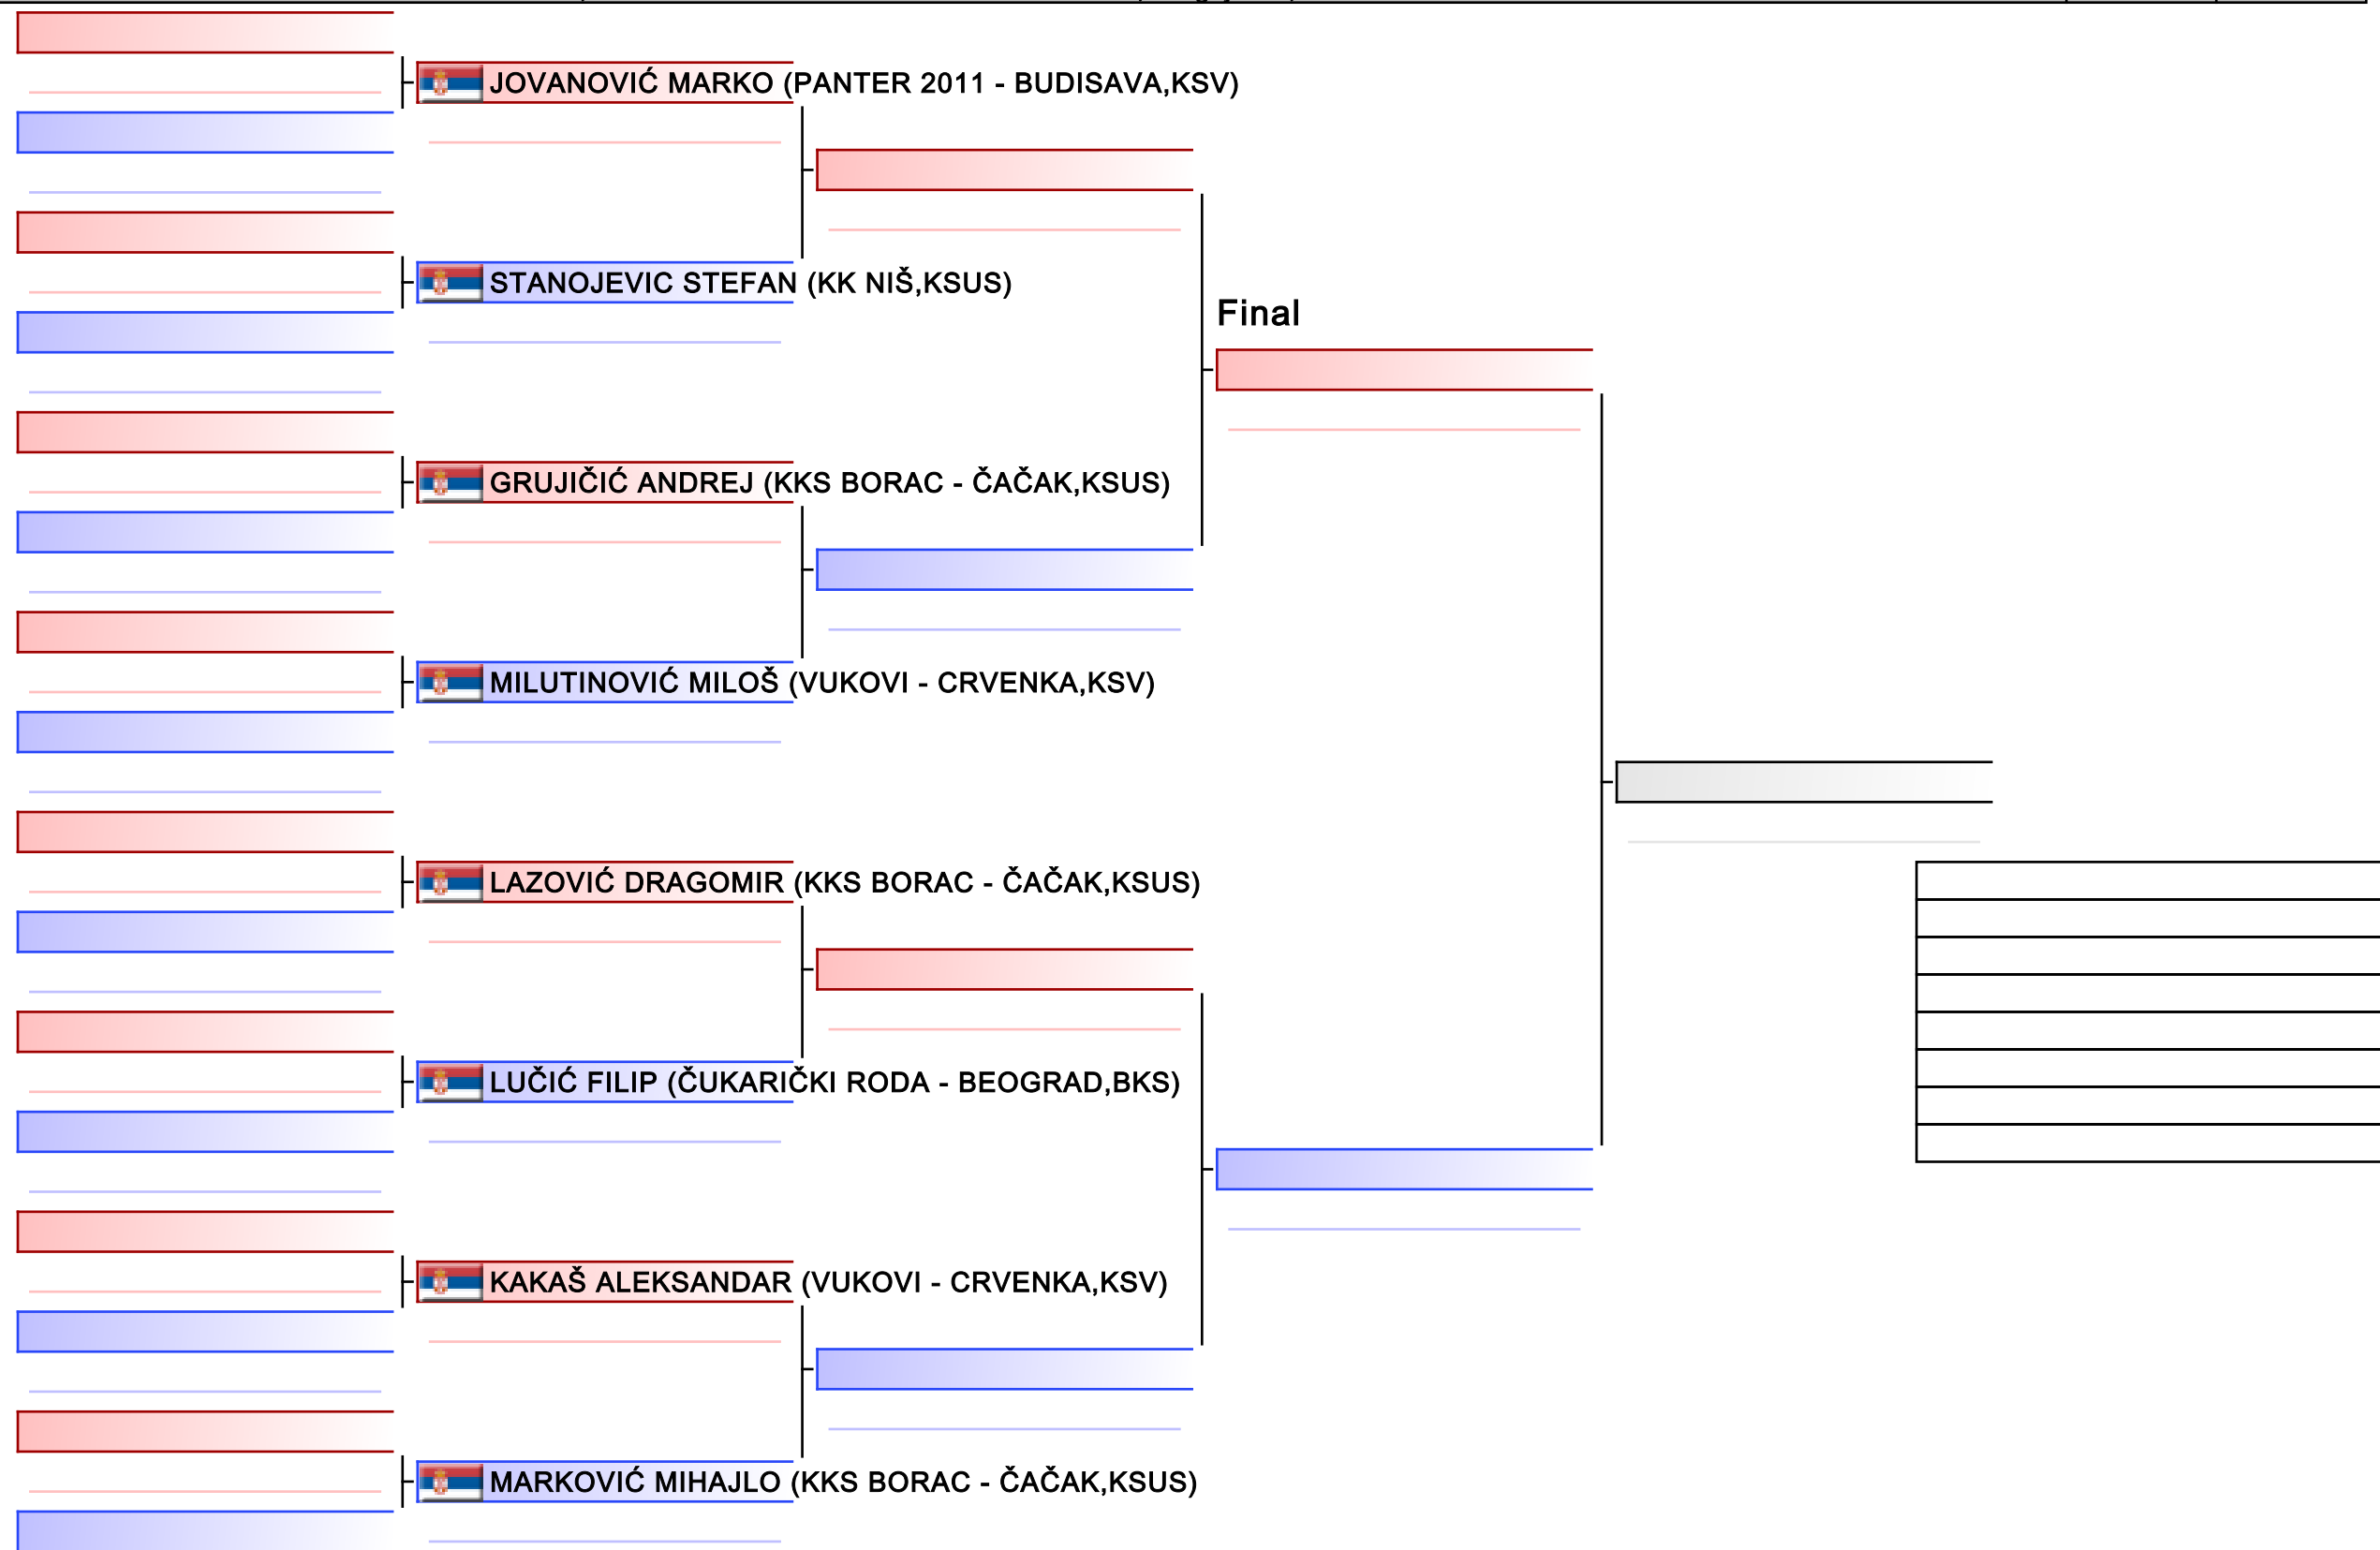 JOVANOVIĆ MARKO (PANTER 2011 - BUDISAVA,KSV)
STANOJEVIC STEFAN (KK NIŠ,KSUS)
Final
GRUJIČIĆ ANDREJ (KKS BORAC - ČAČAK,KSUS)
MILUTINOVIĆ MILOŠ (VUKOVI - CRVENKA,KSV)
LAZOVIĆ DRAGOMIR (KKS BORAC - ČAČAK,KSUS)
LUČIĆ FILIP (ČUKARIČKI RODA - BEOGRAD,BKS)
KAKAŠ ALEKSANDAR (VUKOVI - CRVENKA,KSV)
MARKOVIĆ MIHAJLO (KKS BORAC - ČAČAK,KSUS)